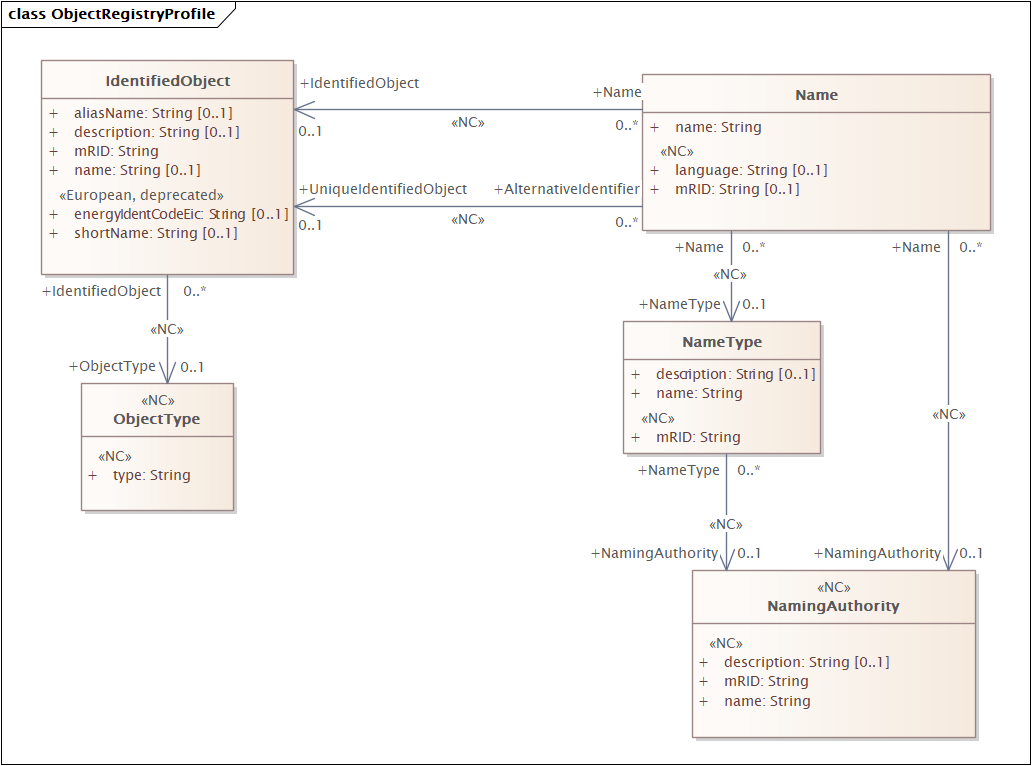 class ObjectRegistryProfile
IdentifiedObject
+ aliasName: String [0..1]
+ description: String [0..1]
+ mRID: String
+ name: String [0..1]
«European, deprecated»
+ energyIdentCodeEic: String [0..1]
+ shortName: String [0..1]
+IdentifiedObject
0..1
«NC»
+Name
0..*
+UniqueIdentifiedObject
0..1
«NC»
+AlternativeIdentifier
0..*
Name
+ name: String
«NC»
+ language: String [0..1]
+ mRID: String [0..1]
+IdentifiedObject 0..*
«NC»
+ObjectType 0..1
«NC»
ObjectType
«NC»
+ type: String
+Name 0..*
«NC»
+NameType 0..1
NameType
+ description: String [0..1]
+ name: String
«NC»
+ mRID: String
+Name 0..*
«NC»
+NamingAuthority 0..1
+NameType 0..*
«NC»
+NamingAuthority 0..1
«NC»
NamingAuthority
«NC»
+ description: String [0..1]
+ mRID: String
+ name: String